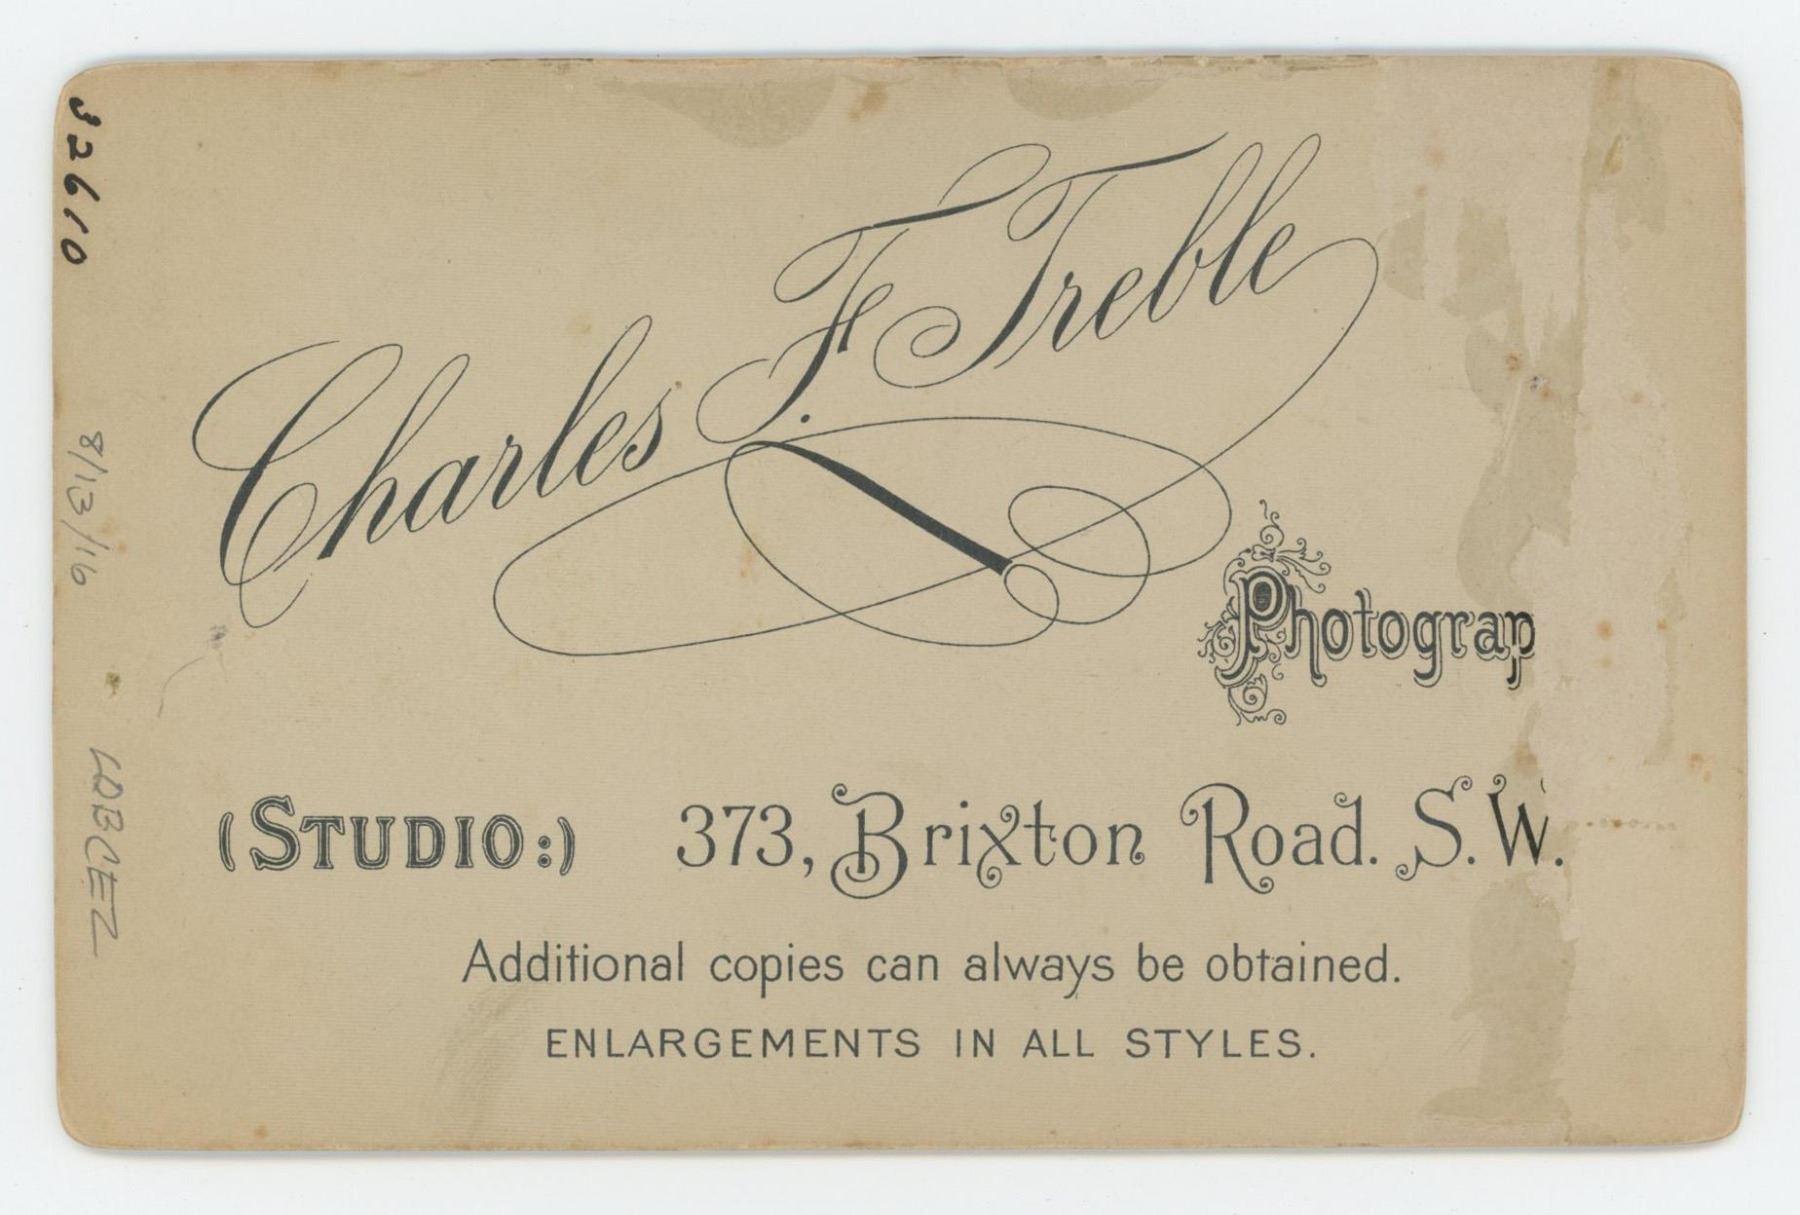 Charles F. Treble
Photograp
(STUDIO:) 373, Brixton Road. S.W.
Additional copies can always be obtained.
ENLARGEMENTS IN ALL STYLES.
32610
8/13/16